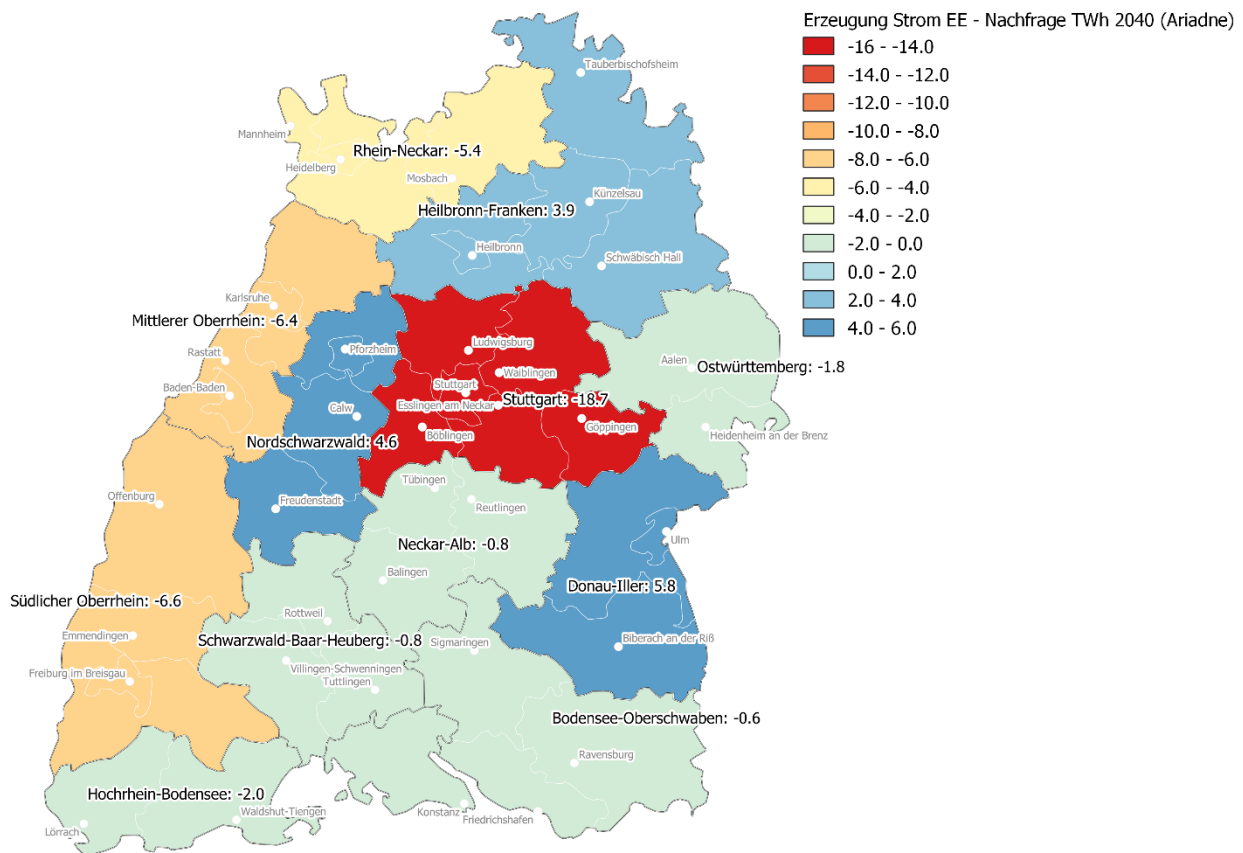 Erzeugung Strom EE - Nachfrage TWh 2040 (Ariadne)
-16 - -14.0
-14.0 - -12.0
-12.0 - -10.0
-10.0 - -8.0
-8.0 - -6.0
-6.0 - -4.0
-4.0 - -2.0
-2.0 - 0.0
0.0 - 2.0
2.0 - 4.0
4.0 - 6.0
Tauberbischofsheim
Mannheim
Rhein-Neckar: -5.4
Heidelberg
Mosbach
Künzelsau
Heilbronn-Franken: 3.9
Heilbronn
Schwäbisch Hall
Karlsruhe
Mittlerer Oberrhein: -6.4
Pforzheim
Ludwigsburg
Rastatt
Aalen
Ostwürttemberg: -1.8
Waiblingen
Baden-Baden
Stuttgart
Stuttgart: -18.7
Esslingen am Neckar
Calw
Göppingen
Heidenheim an der Brenz
Böblingen
Nordschwarzwald: 4.6
Tübingen
Offenburg
Freudenstadt
Reutlingen
Ulm
Neckar-Alb: -0.8
Balingen
Donau-Iller: 5.8
Südlicher Oberrhein: -6.6
Rottweil
Emmendingen
Schwarzwald-Baar-Heuberg: -0.8
Sigmaringen
Biberach an der Riß
Freiburg im Breisgau
Villingen-Schwenningen
Tuttlingen
Bodensee-Oberschwaben: -0.6
Ravensburg
Hochrhein-Bodensee: -2.0
Waldshut-Tiengen
Konstanz
Friedrichshafen
Lörrach